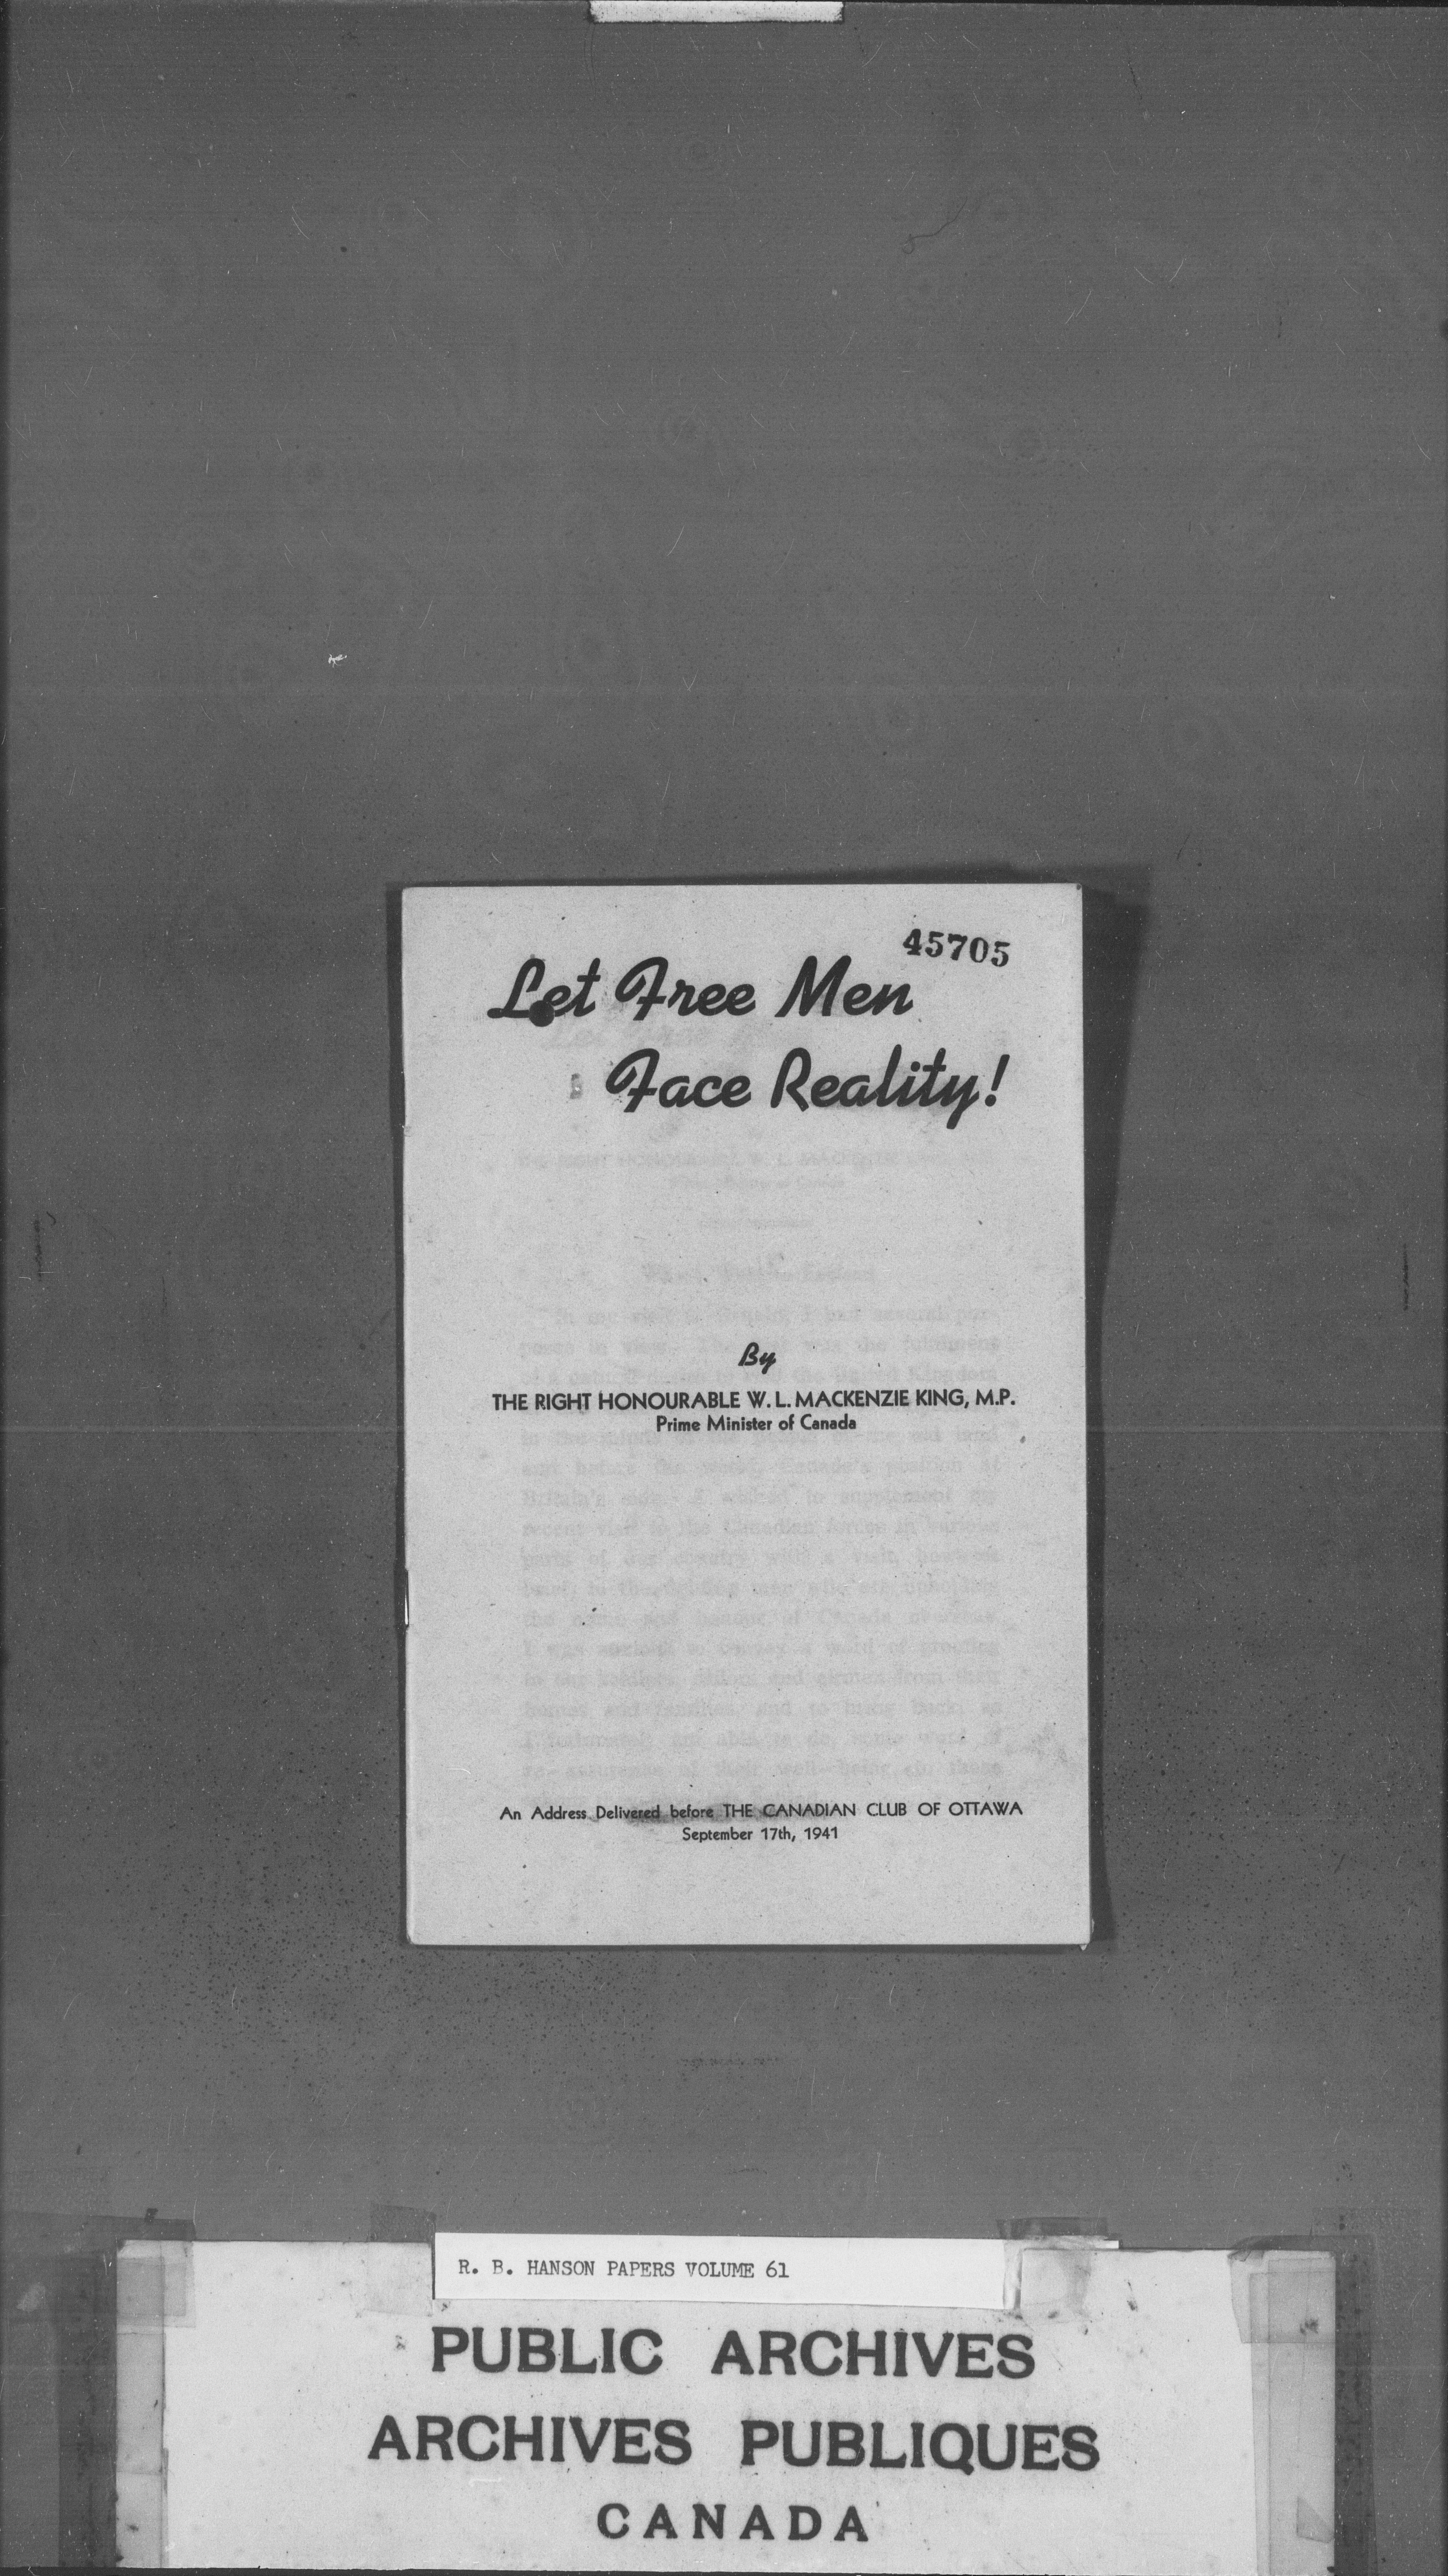 45705
Let Free Men
Face Reality!
By
THE RIGHT HONOURABLE W. L. MACKENZIE KING, M.P.
Prime Minister of Canada
An Address Delivered before THE CANADIAN CLUB OF OTTAWA
September 17th, 1941
R. B. HANSON PAPERS VOLUME 61
PUBLIC ARCHIVES
ARCHIVES PUBLIQUES
CANADA